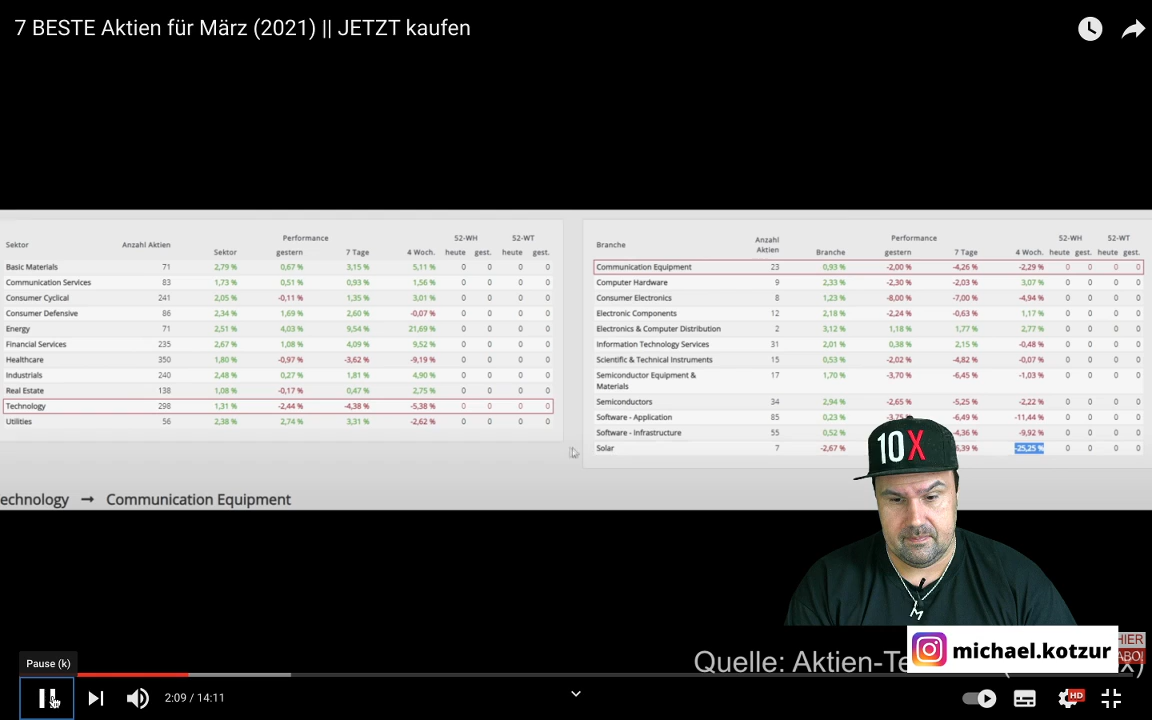 7 BESTE Aktien für März (2021) || JETZT kaufen
Sektor Anzahl Aktien Performance 52-WH 52-WT
Sektor gestern 7 Tage 4 Woch. heute gest. heute gest.
Basic Materials 71 2,79 % 0,67 % 3,15 % 5,11 % 0 0 0 0
Communication Services 83 1,73 % 0,51 % 0,93 % 1,56 % 0 0 0 0
Consumer Cyclical 241 2,05 % -0,11 % 1,35 % 3,01 % 0 0 0 0
Consumer Defensive 86 2,34 % 1,69 % 2,60 % -0,07 % 0 0 0 0
Energy 71 2,51 % 4,03 % 9,54 % 21,69 % 0 0 0 0
Financial Services 235 2,67 % 1,08 % 4,09 % 9,52 % 0 0 0 0
Healthcare 350 1,80 % -0,97 % -3,62 % -9,19 % 0 0 0 0
Industrials 240 2,48 % 0,27 % 1,81 % 4,90 % 0 0 0 0
Real Estate 138 1,08 % -0,17 % 0,47 % 2,75 % 0 0 0 0
Technology 298 1,31 % -2,44 % -4,38 % -5,38 % 0 0 0 0
Utilities 56 2,38 % 2,74 % 3,31 % -2,62 % 0 0 0 0
Branche Anzahl Aktien Performance 52-WH 52-WT
Branche gestern 7 Tage 4 Woch. heute gest. heute gest.
Communication Equipment 23 0,93 % -2,00 % -4,26 % -2,29 % 0 0 0 0
Computer Hardware 9 2,33 % -2,30 % -2,03 % 3,07 % 0 0 0 0
Consumer Electronics 8 1,23 % -8,00 % -7,00 % -4,94 % 0 0 0 0
Electronic Components 12 2,18 % -2,24 % -0,63 % 1,17 % 0 0 0 0
Electronics & Computer Distribution 2 3,12 % 1,18 % 1,77 % 2,77 % 0 0 0 0
Information Technology Services 31 2,01 % 0,38 % 2,15 % -0,48 % 0 0 0 0
Scientific & Technical Instruments 15 0,53 % -2,02 % -4,82 % -0,07 % 0 0 0 0
Semiconductor Equipment & 17 1,70 % -3,70 % -6,45 % -1,03 % 0 0 0 0
Materials
Semiconductors 34 2,94 % -2,65 % -5,25 % -2,22 % 0 0 0 0
Software - Application 85 0,23 % -3,75 % -6,49 % -11,44 % 0 0 0 0
Software - Infrastructure 55 0,52 % -4,36 % -9,92 % 0 0 0 0
Solar 7 -2,67 % 6,39 % -25,25 % 0 0 0 0
echnology → Communication Equipment
10X
M
michael.kotzur
HIER
ABO!
Quelle: Aktien-Te
Pause (k)
2:09 / 14:11
HD